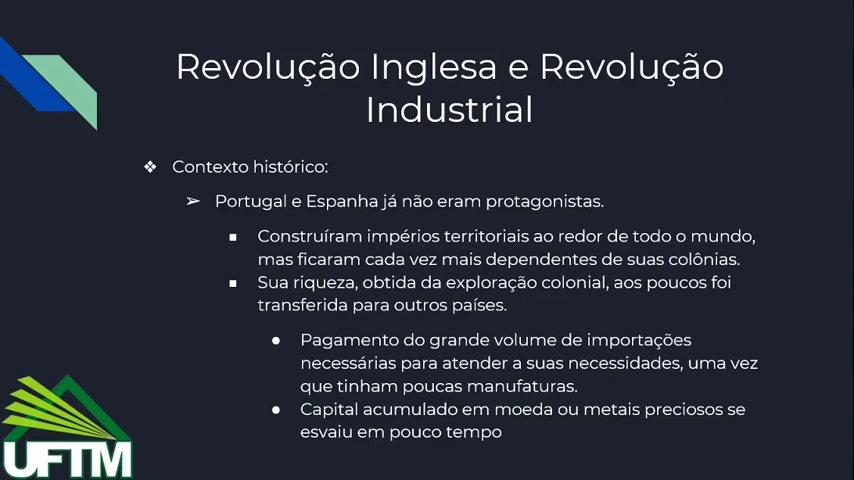 Revolução Inglesa e Revolução
Industrial
❖ Contexto histórico:
➢ Portugal e Espanha já não eram protagonistas.
▪ Construíram impérios territoriais ao redor de todo o mundo,
mas ficaram cada vez mais dependentes de suas colônias.
▪ Sua riqueza, obtida da exploração colonial, aos poucos foi
transferida para outros países.
● Pagamento do grande volume de importações
necessárias para atender a suas necessidades, uma vez
que tinham poucas manufaturas.
● Capital acumulado em moeda ou metais preciosos se
esvaiu em pouco tempo
UFTM